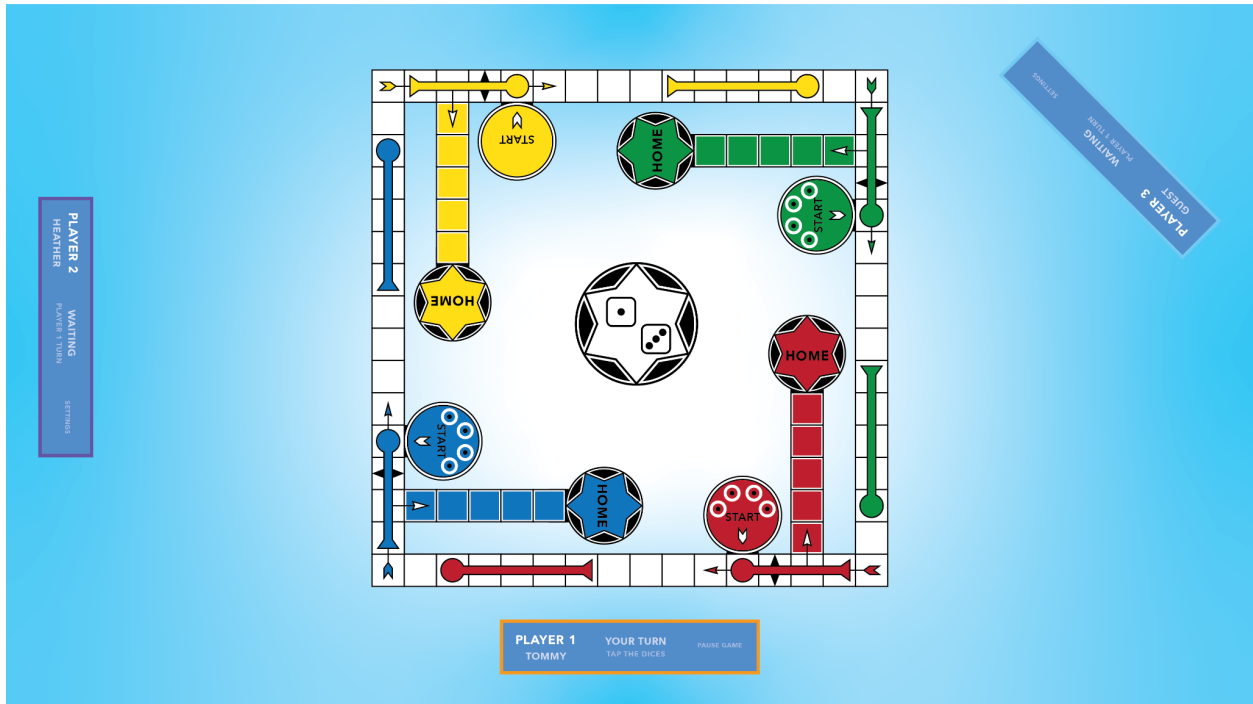 START
HOME
START
HOME
PLAYER 3
GUEST
WAITING
PLAYER 1 TURN
SETTINGS
PLAYER 2
HEATHER
WAITING
PLAYER 1 TURN
SETTINGS
HOME
START
HOME
START
PLAYER 1
TOMMY
YOUR TURN
TAP THE DICES
PAUSE GAME